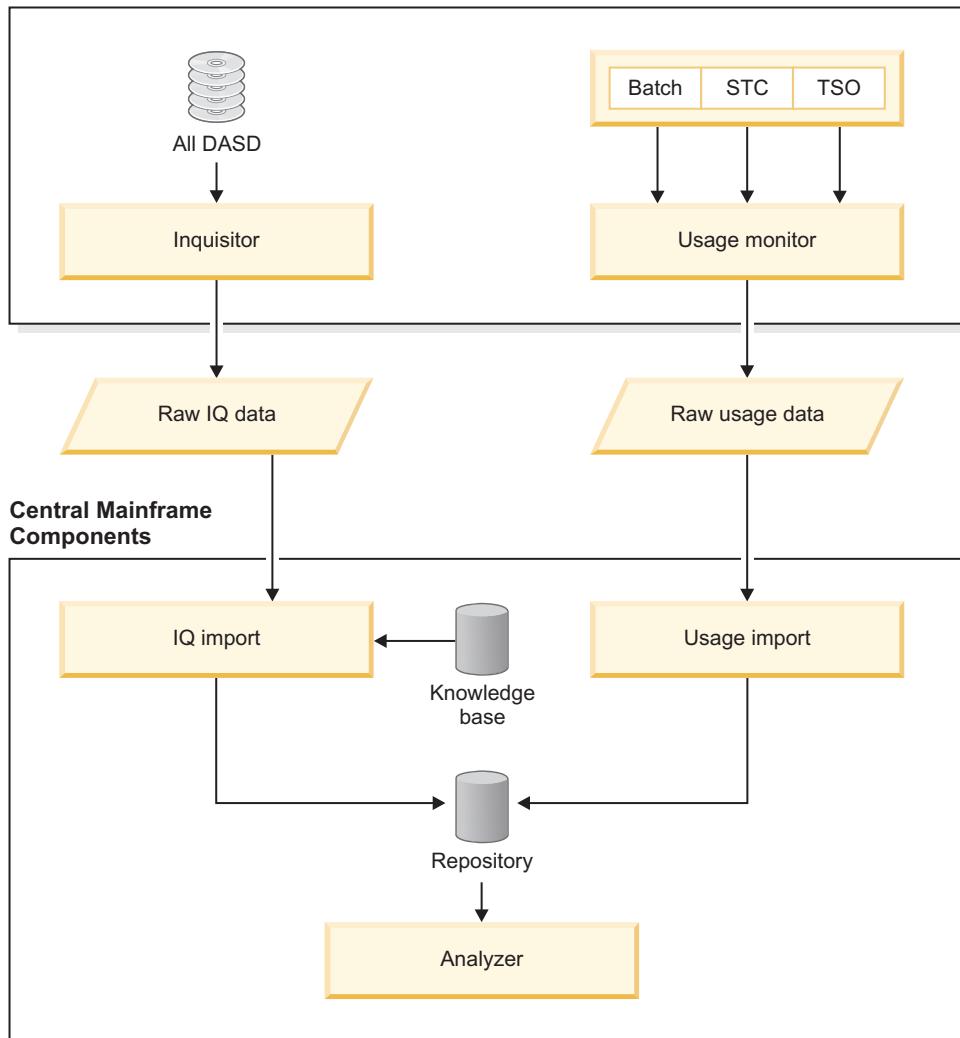 Batch STC TSO
All DASD
Inquisitor
Usage monitor
Raw IQ data
Raw usage data
Central Mainframe
Components
IQ import
Usage import
Knowledge
base
Repository
Analyzer